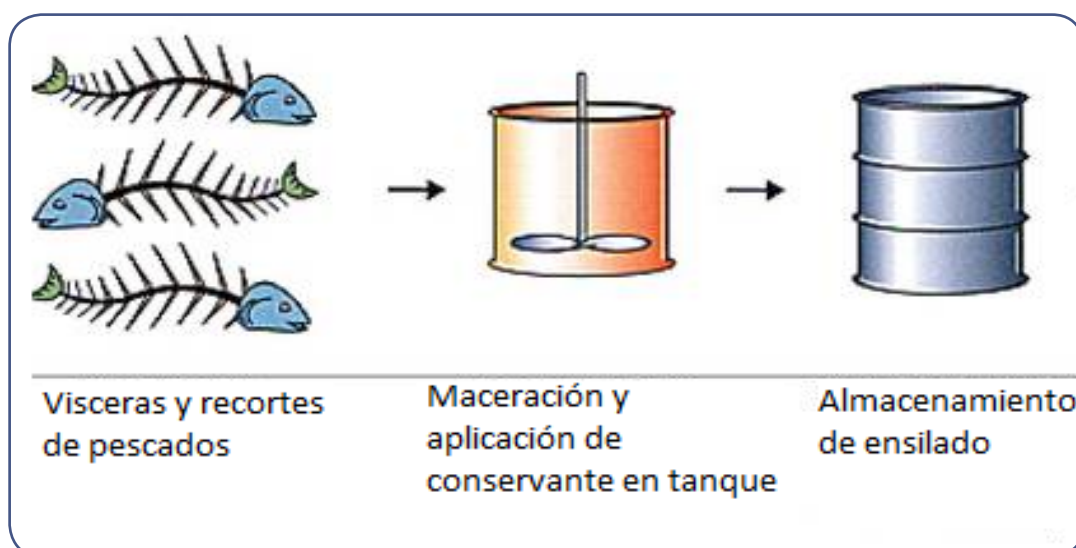 Visceras y recortes
de pescados
Maceración y
aplicación de
conservante en tanque
Almacenamiento
de ensilado